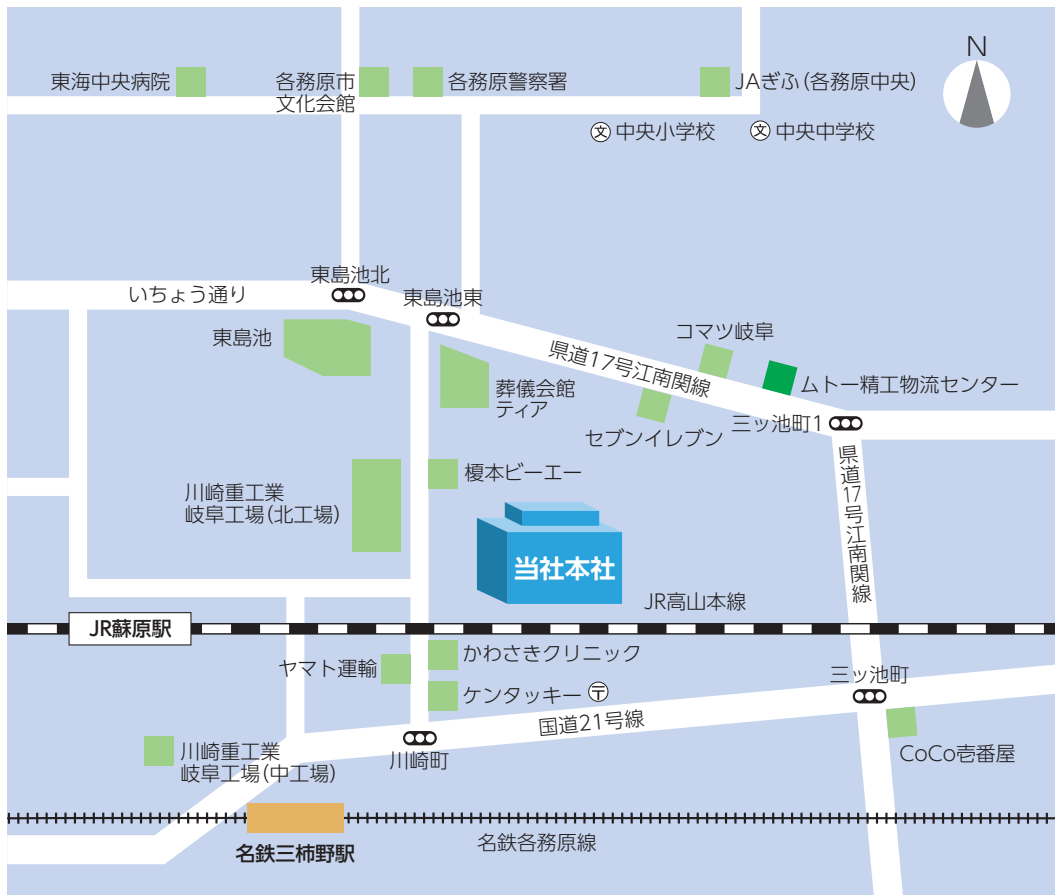 N
東海中央病院
各務原市
文化会館
各務原警察署
JAぎふ(各務原中央)
文 中央小学校
文 中央中学校
東島池北
いちょう通り
東島池東
東島池
コマツ岐阜
県道17号江南関線
ムトー精工物流センター
葬儀会館
ティア
セブンイレブン
三ッ池町1
県道17号江南関線
榎本ビーエー
川崎重工業
岐阜工場(北工場)
当社本社
JR高山本線
JR蘇原駅
かわさきクリニック
ヤマト運輸
ケンタッキー 〒
三ッ池町
国道21号線
川崎町
川崎重工業
岐阜工場(中工場)
CoCo壱番屋
名鉄各務原線
名鉄三柿野駅